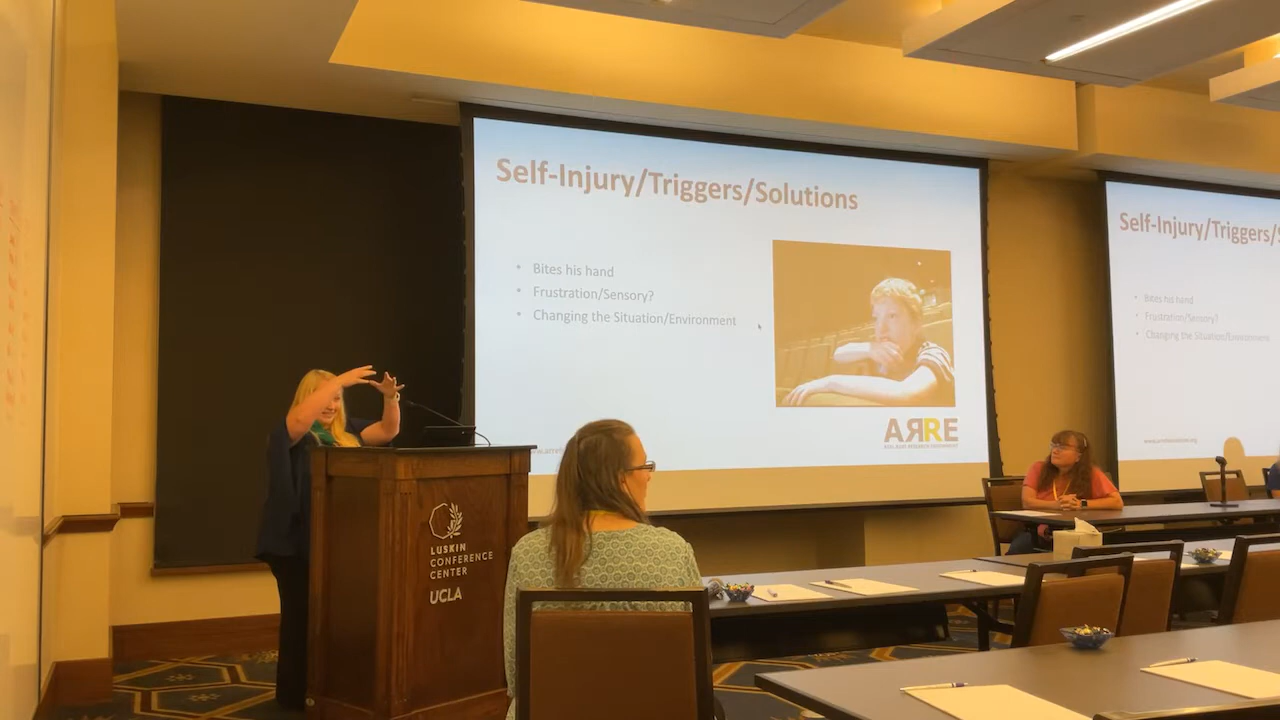 Self-Injury/Triggers/Solutions
• Bites his hand
• Frustration/Sensory?
• Changing the Situation/Environment
AЯRE
Self-Injury/Triggers/
• Bites his hand
• Frustration/Sensory?
• Changing the Situation/Environment
LUSKIN
CONFERENCE
CENTER
UCLA